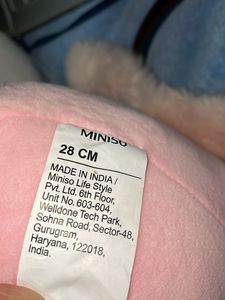 MINISO
28 CM
MADE IN INDIA /
Miniso Life Style
Pvt. Ltd. 6th Floor,
Unit No. 603-604,
Welldone Tech Park,
Sohna Road, Sector-48,
Gurugram,
Haryana, 122018,
India.